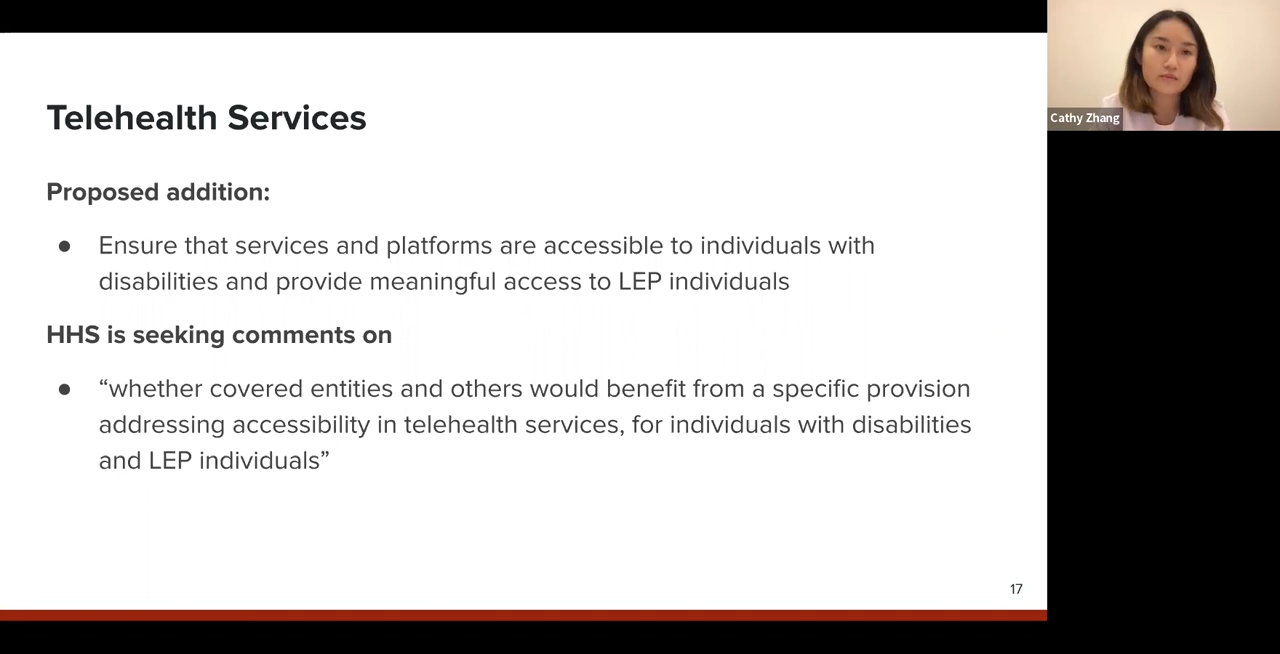 Telehealth Services
Proposed addition:
● Ensure that services and platforms are accessible to individuals with
disabilities and provide meaningful access to LEP individuals
HHS is seeking comments on
● “whether covered entities and others would benefit from a specific provision
addressing accessibility in telehealth services, for individuals with disabilities
and LEP individuals”
17
Cathy Zhang